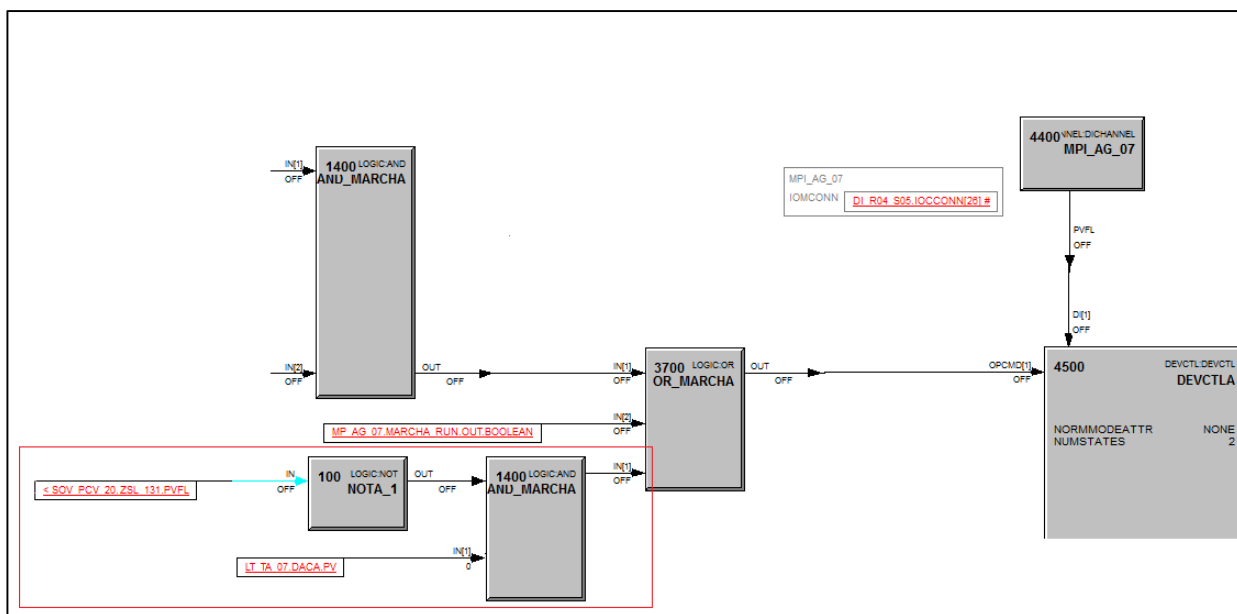 4400 NNEL:DICHANNEL
MPI_AG_07
IN[1]
OFF
1400 LOGIC:AND
AND_MARCHA
MPI_AG_07
IOMCONN DI_R04_S05.IOCCONN[26].#
PVFL
OFF
DI[1]
OFF
IN[2]
OFF
OUT
OFF
IN[1]
OFF
3700 LOGIC:OR
OR_MARCHA
OUT
OFF
OPCMD[1]
OFF
4500 DEVCTL:DEVCTL
DEVCTLA
MP_AG_07.MARCHA_RUN.OUT.BOOLEAN
IN[2]
OFF
NORMMODEATTR NONE
NUMSTATES 2
< SOV_PCV_20.ZSL_131.PVFL
IN
OFF
100 LOGIC:NOT
NOTA_1
OUT
OFF
1400 LOGIC:AND
AND_MARCHA
IN[1]
OFF
LT_TA_07.DACA.PV
IN[1]
0